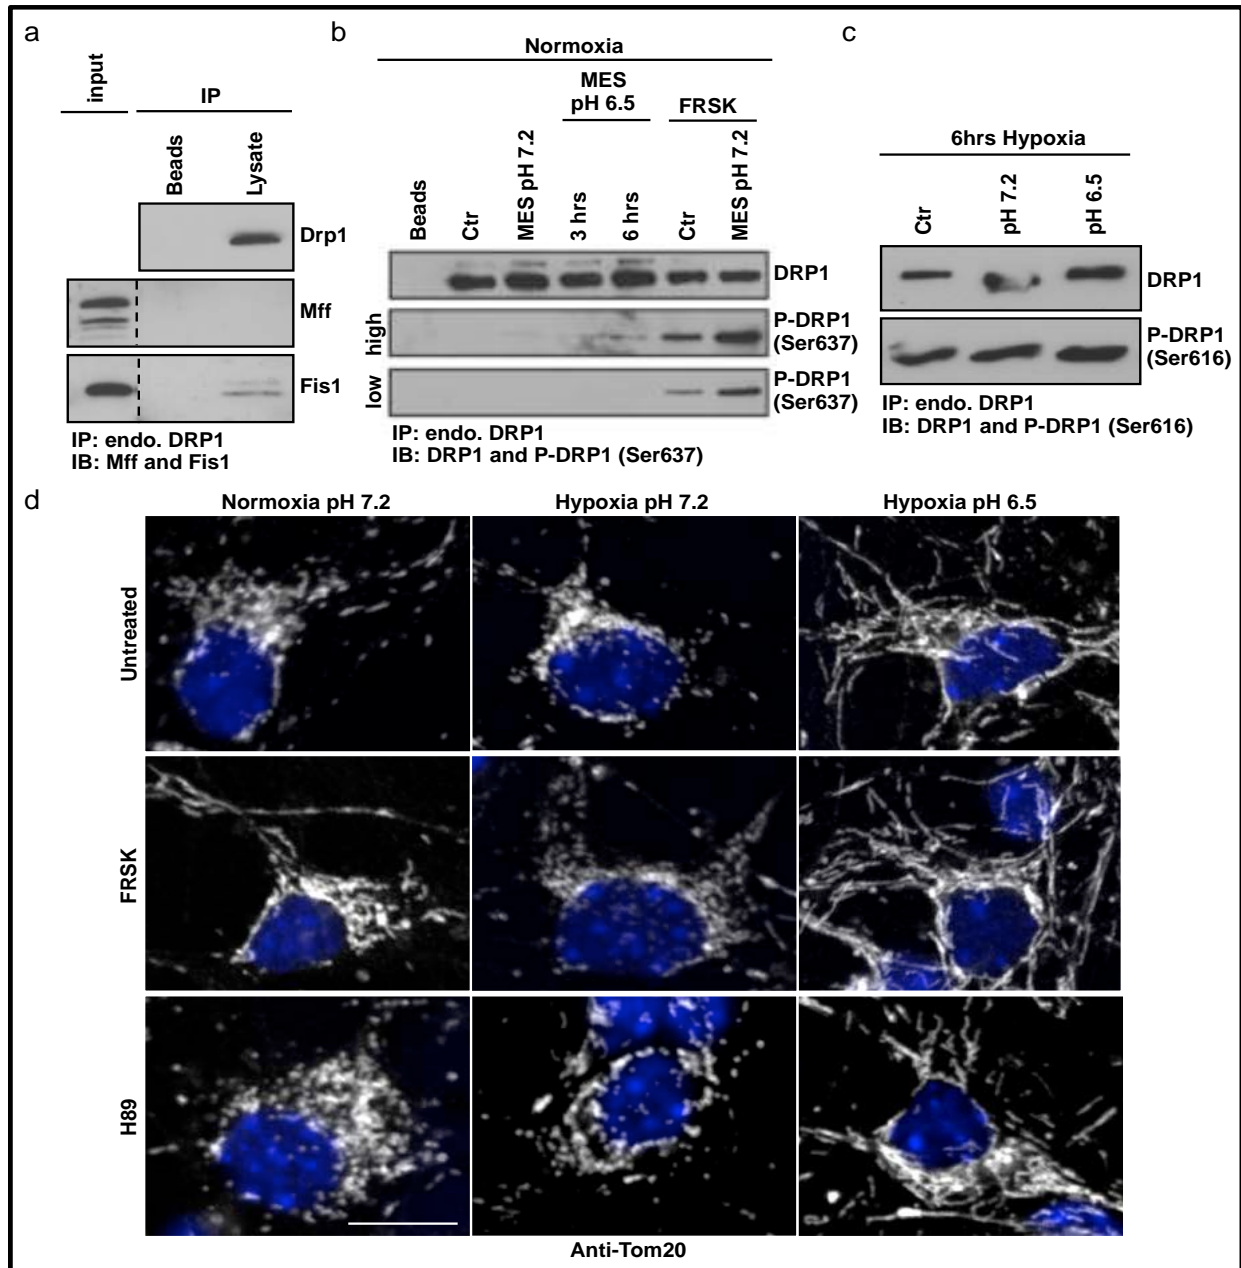 a
input
IP
Beads
Lysate
Drp1
Mff
Fis1
IP: endo. DRP1
IB: Mff and Fis1
b
Normoxia
MES
pH 6.5
FRSK
Beads
Ctr
MES pH 7.2
3 hrs
6 hrs
Ctr
MES pH 7.2
DRP1
high
P-DRP1
(Ser637)
low
P-DRP1
(Ser637)
IP: endo. DRP1
IB: DRP1 and P-DRP1 (Ser637)
c
6hrs Hypoxia
Ctr
pH 7.2
pH 6.5
DRP1
P-DRP1
(Ser616)
IP: endo. DRP1
IB: DRP1 and P-DRP1 (Ser616)
d
Normoxia pH 7.2
Hypoxia pH 7.2
Hypoxia pH 6.5
Untreated
FRSK
H89
Anti-Tom20